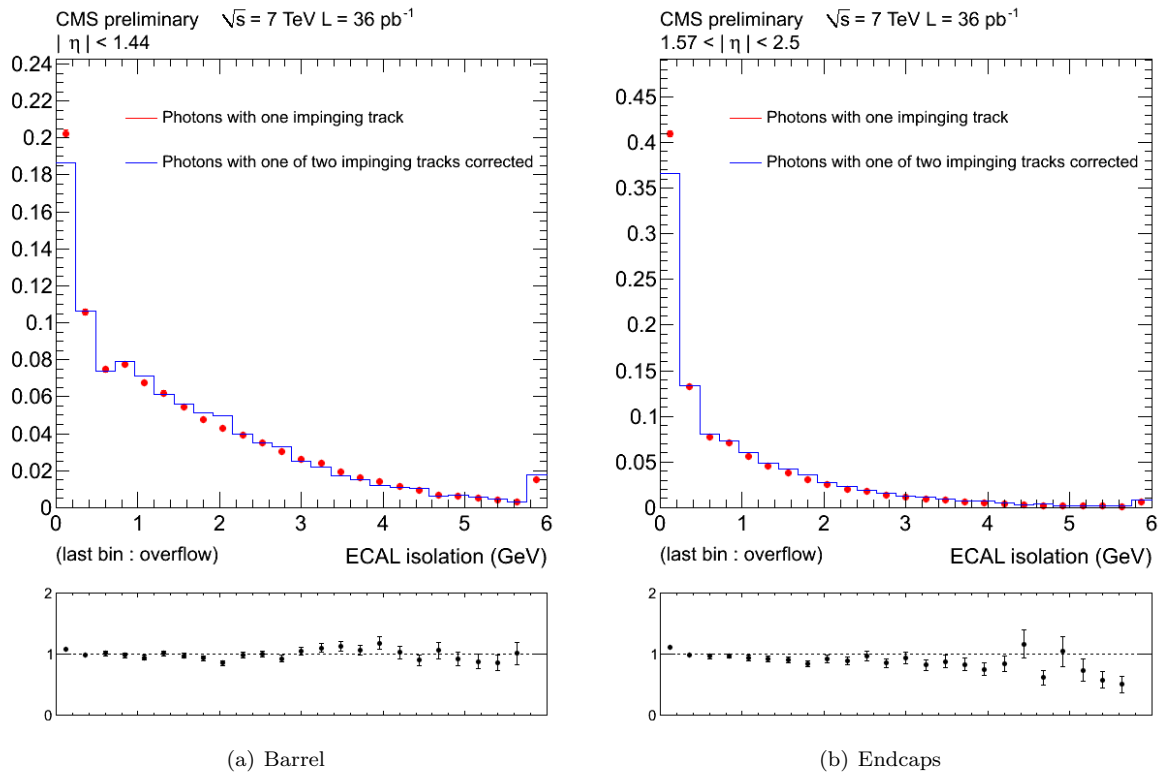 CMS preliminary √s = 7 TeV L = 36 pb⁻¹
| η | < 1.44
0.24
0.22
0.2
0.18
0.16
0.14
0.12
0.1
0.08
0.06
0.04
0.02
0
Photons with one impinging track
Photons with one of two impinging tracks corrected
0 1 2 3 4 5 6
(last bin : overflow) ECAL isolation (GeV)
2
1
0
(a) Barrel
CMS preliminary √s = 7 TeV L = 36 pb⁻¹
1.57 < | η | < 2.5
0.45
0.4
0.35
0.3
0.25
0.2
0.15
0.1
0.05
0
Photons with one impinging track
Photons with one of two impinging tracks corrected
0 1 2 3 4 5 6
(last bin : overflow) ECAL isolation (GeV)
2
1
0
(b) Endcaps